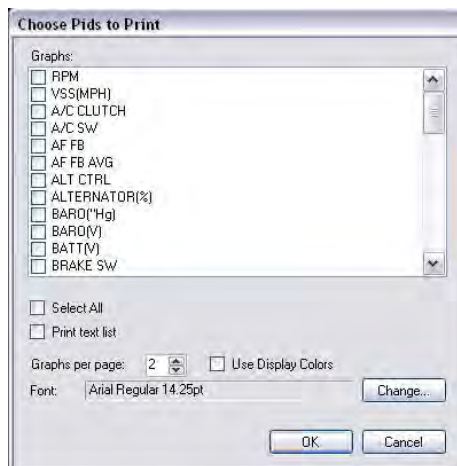 Choose Pids to Print
Graphs:
RPM
VSS(MPH)
A/C CLUTCH
A/C SW
AF FB
AF FB AVG
ALT CTRL
ALTERNATOR(%)
BARO("Hg)
BARO(V)
BATT(V)
BRAKE SW
Select All
Print text list
Graphs per page: 2 Use Display Colors
Font: Arial Regular 14.25pt Change...
OK Cancel